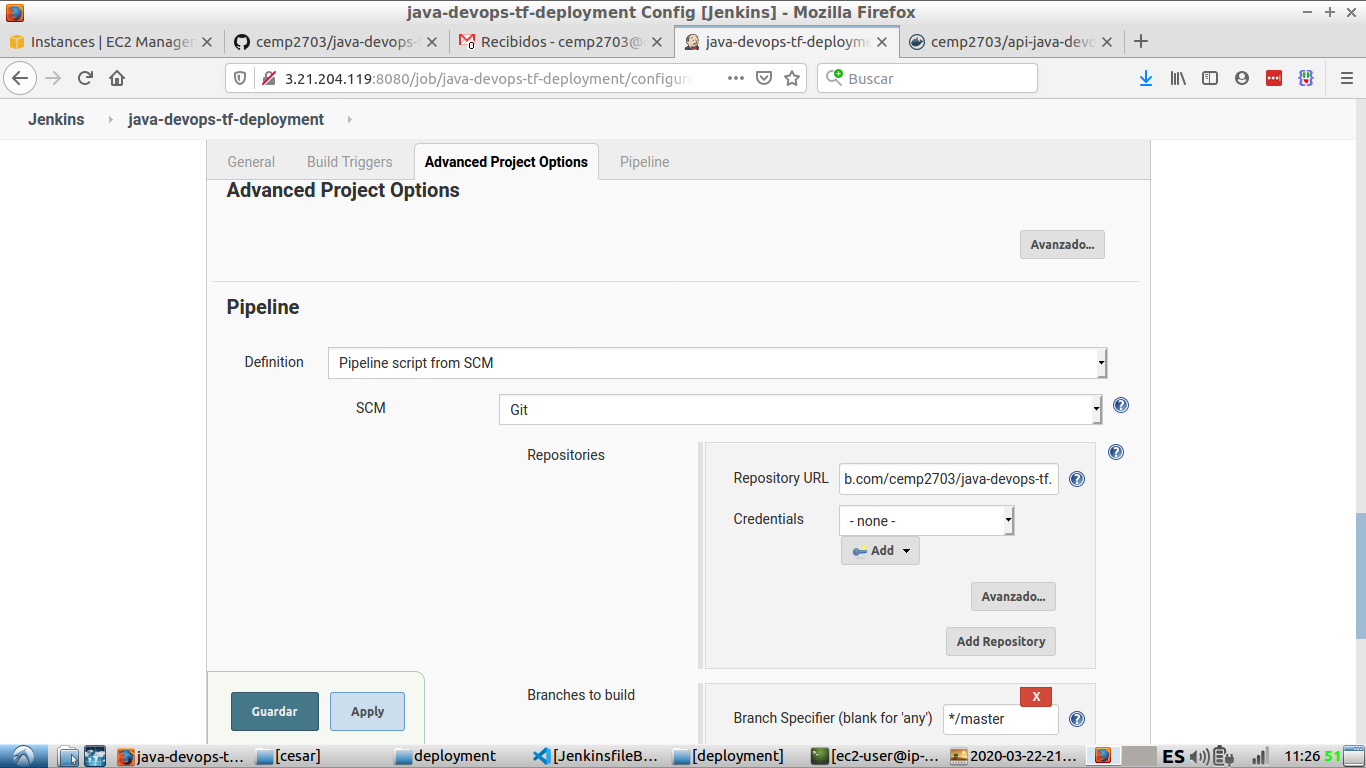 java-devops-tf-deployment Config [Jenkins] - Mozilla Firefox
Instances | EC2 Manager
cemp2703/java-devops-
Recibidos - cemp2703@
java-devops-tf-deployme
cemp2703/api-java-devo
3.21.204.119:8080/job/java-devops-tf-deployment/configure
Buscar
Jenkins
java-devops-tf-deployment
General
Build Triggers
Advanced Project Options
Pipeline
Advanced Project Options
Avanzado...
Pipeline
Definition
Pipeline script from SCM
SCM
Git
Repositories
Repository URL
b.com/cemp2703/java-devops-tf.
Credentials
- none -
Add
Avanzado...
Add Repository
Guardar
Apply
Branches to build
X
Branch Specifier (blank for 'any')
*/master
java-devops-t...
[cesar]
deployment
[JenkinsfileB...
[deployment]
[ec2-user@ip-...
2020-03-22-21...
ES
11:26
51